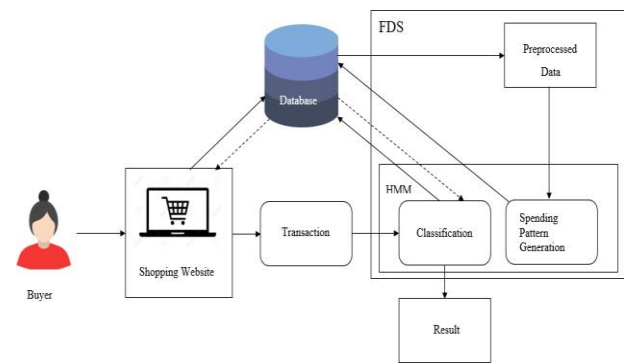 FDS
Preprocessed
Data
Database
HMM
Shopping Website
Transaction
Classification
Spending
Pattern
Generation
Buyer
Result